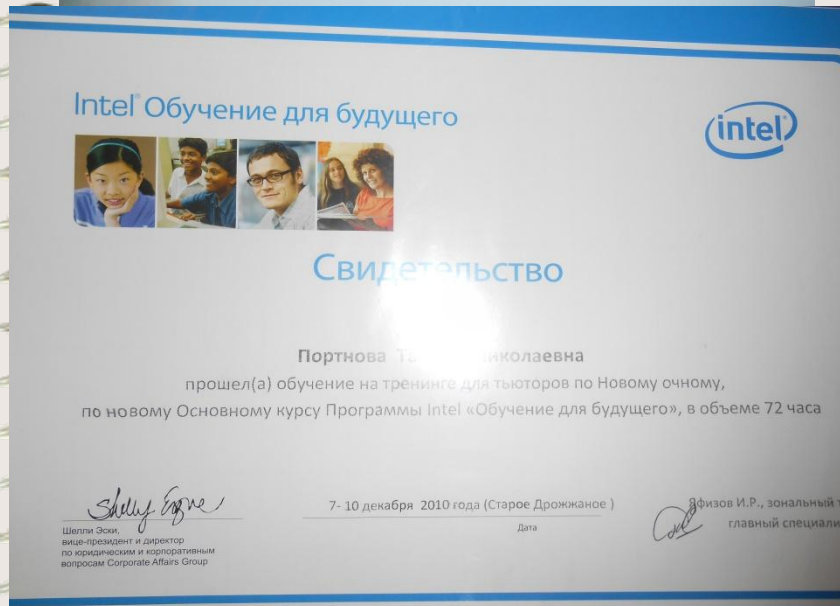 Intel® Обучение для будущего
intel
Свидетельство
Портнова
прошел(а) обучение на тренинге для тьюторов по Новому очному,
по новому Основному курсу Программы Intel «Обучение для будущего», в объеме 72 часа
7- 10 декабря 2010 года (Старое Дрожжаное )
Дата
Шелли Эски,
вице-президент и директор
по юридическим и корпоративным
вопросам Corporate Affairs Group
И.Р., зональный
главный